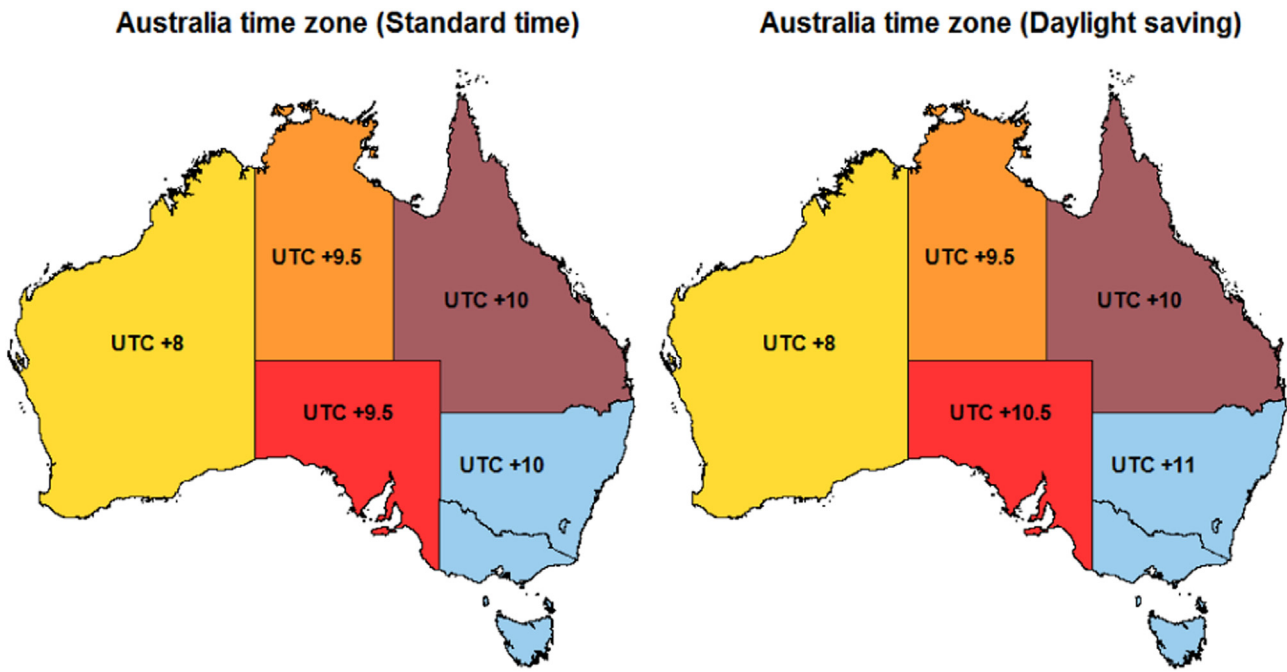 Australia time zone (Standard time)
Australia time zone (Daylight saving)
UTC +9.5
UTC +10
UTC +8
UTC +9.5
UTC +10
UTC +9.5
UTC +10
UTC +8
UTC +10.5
UTC +11